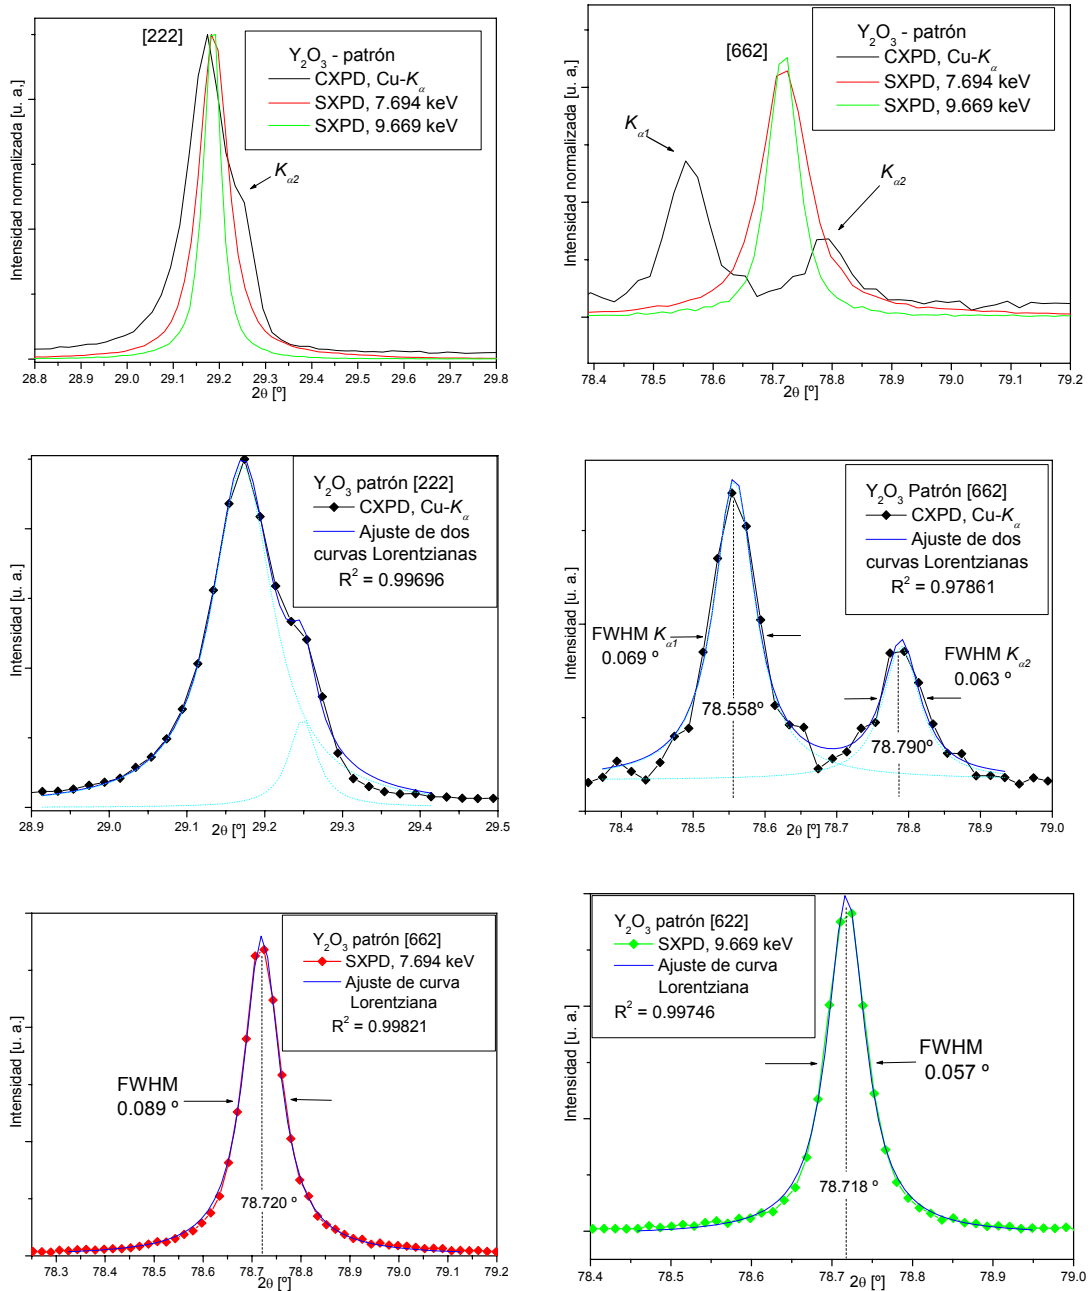 [222]
Y2O3 - patrón
CXPD, Cu-Kα
SXPD, 7.694 keV
SXPD, 9.669 keV
Kα2
Intensidad normalizada [u. a.]
28.8 28.9 29.0 29.1 29.2 29.3 29.4 29.5 29.6 29.7 29.8
2θ [º]
[662]
Y2O3 - patrón
CXPD, Cu-Kα
SXPD, 7.694 keV
SXPD, 9.669 keV
Kα1
Kα2
Intensidad normalizada [u. a,]
78.4 78.5 78.6 78.7 78.8 78.9 79.0 79.1 79.2
2θ [º]
Y2O3 patrón [222]
CXPD, Cu-Kα
Ajuste de dos
curvas Lorentzianas
R2 = 0.99696
Intensidad [u. a.]
28.9 29.0 29.1 29.2 29.3 29.4 29.5
2θ [º]
Y2O3 Patrón [662]
CXPD, Cu-Kα
Ajuste de dos
curvas Lorentzianas
R2 = 0.97861
FWHM Kα1
0.069 º
FWHM Kα2
0.063 º
78.558º
78.790º
Intensidad [u. a.]
78.4 78.5 78.6 78.7 78.8 78.9 79.0
2θ [º]
Y2O3 patrón [662]
SXPD, 7.694 keV
Ajuste de curva
Lorentziana
R2 = 0.99821
FWHM
0.089 º
78.720 º
Intensidad [u. a.]
78.3 78.4 78.5 78.6 78.7 78.8 78.9 79.0 79.1 79.2
2θ [º]
Y2O3 patrón [622]
SXPD, 9.669 keV
Ajuste de curva
Lorentziana
R2 = 0.99746
FWHM
0.057 º
78.718 º
Intensidad [u. a.]
78.4 78.5 78.6 78.7 78.8 78.9 79.0
2θ [º]